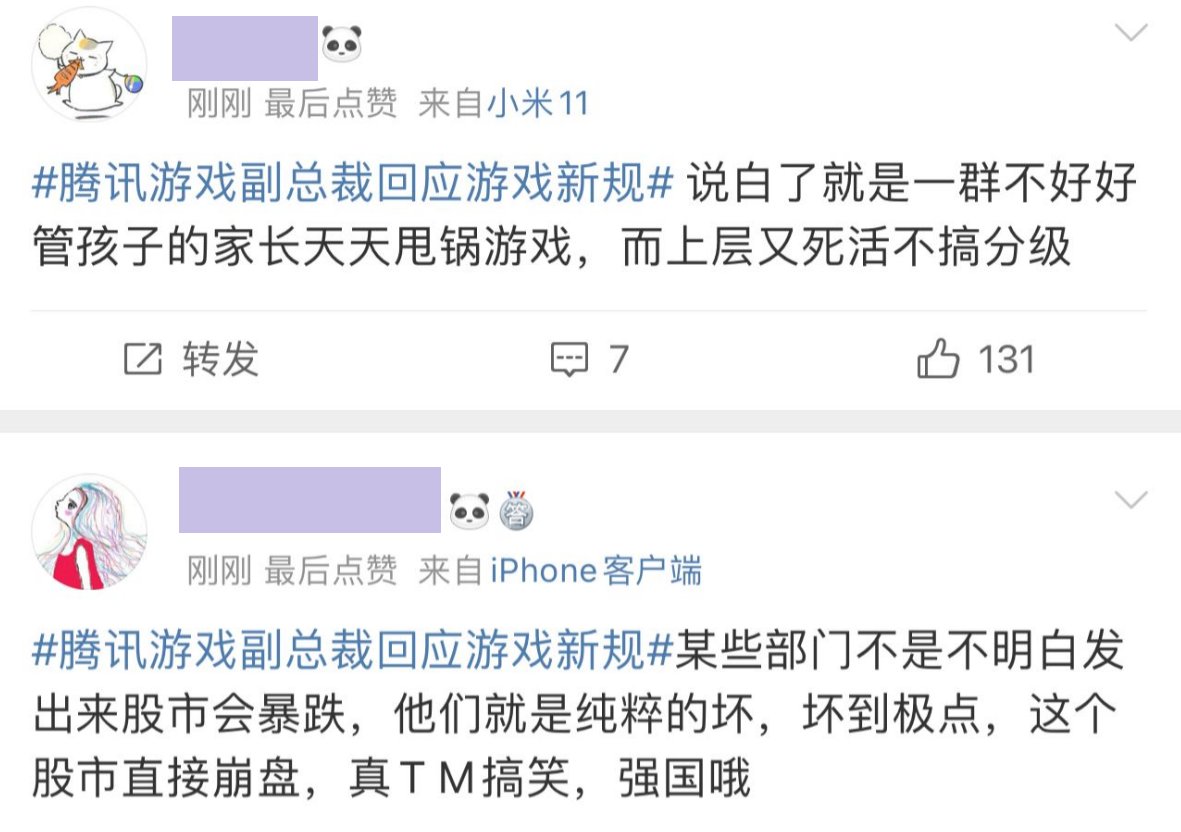 刚刚 最后点赞 来自小米11
#腾讯游戏副总裁回应游戏新规# 说白了就是一群不好好
管孩子的家长天天甩锅游戏，而上层又死活不搞分级
转发 7 131
答
刚刚 最后点赞 来自iPhone客户端
#腾讯游戏副总裁回应游戏新规#某些部门不是不明白发
出来股市会暴跌，他们就是纯粹的坏，坏到极点，这个
股市直接崩盘，真TM搞笑，强国哦